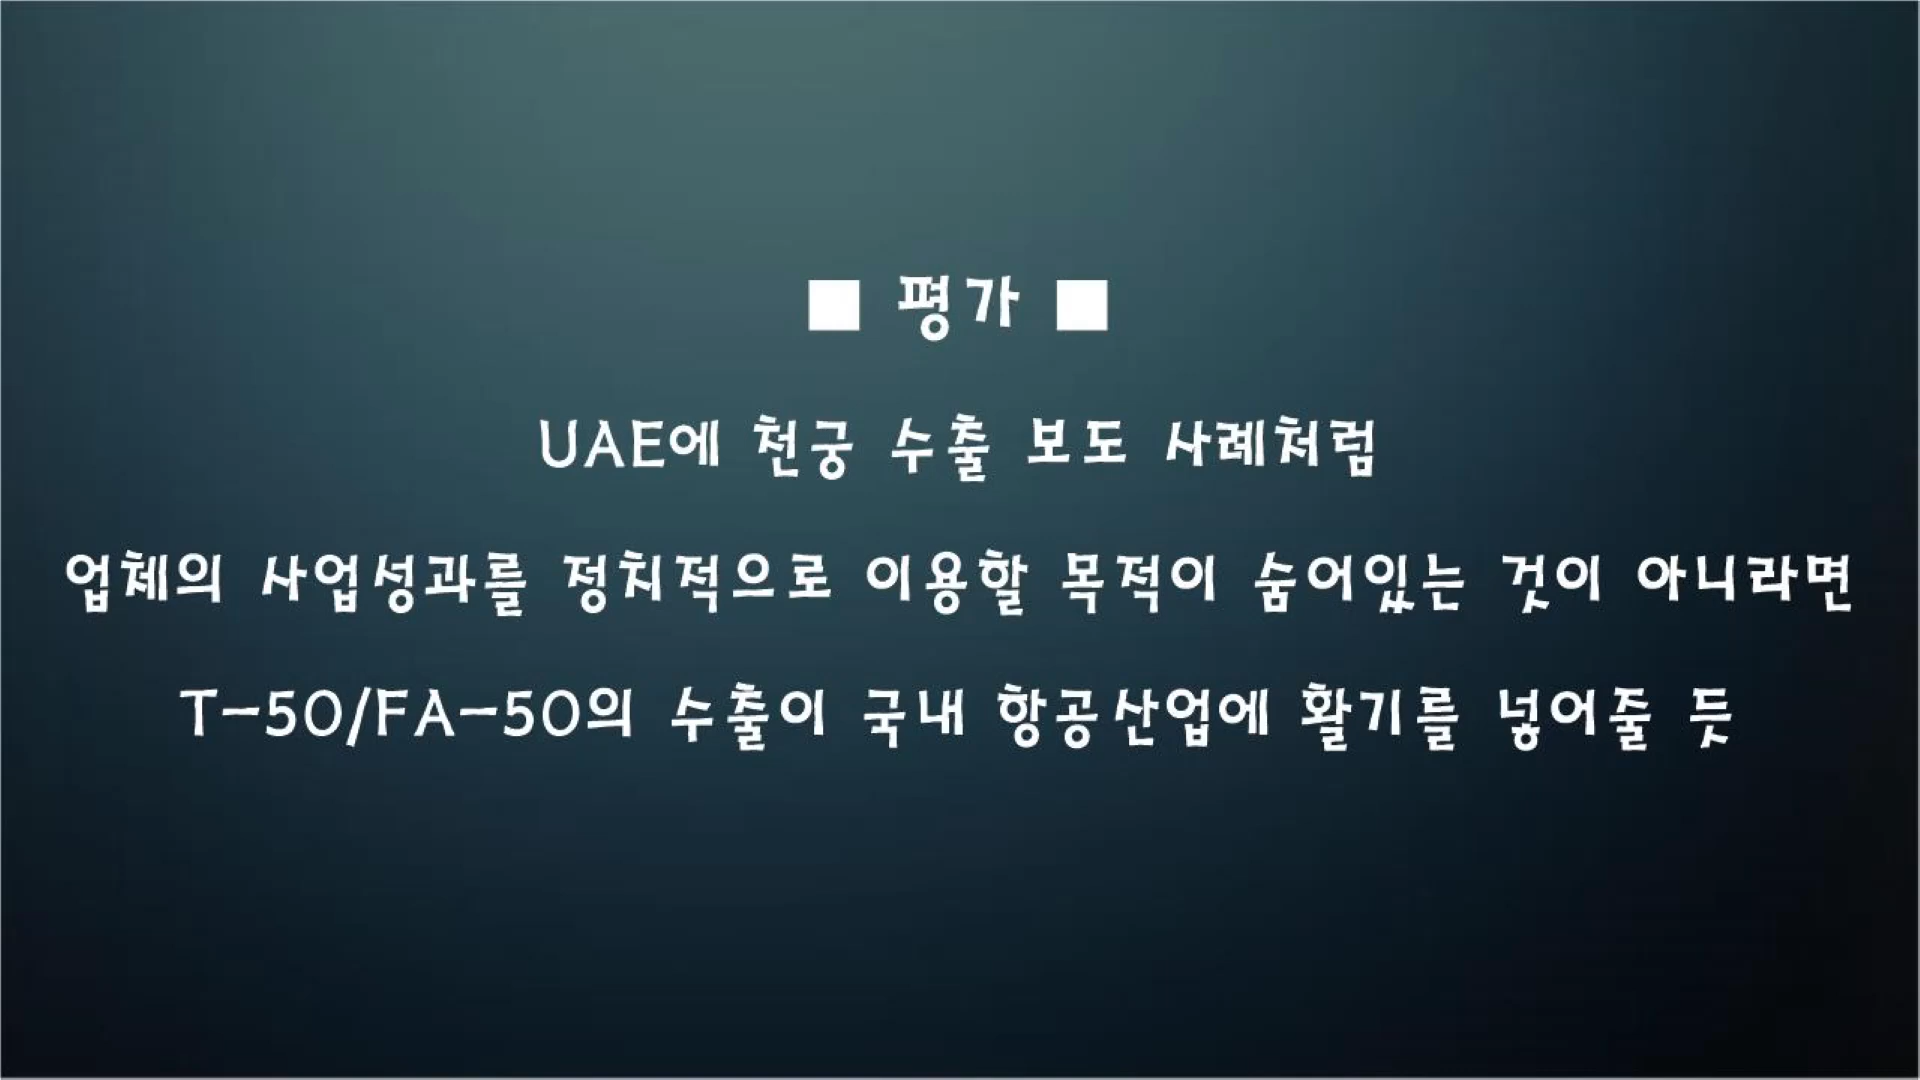 ■ 평가 ■
UAE에 천궁 수출 보도 사례처럼
업체의 사업성과를 정치적으로 이용할 목적이 숨어있는 것이 아니라면
T-50/FA-50의 수출이 국내 항공산업에 활기를 넣어줄 듯